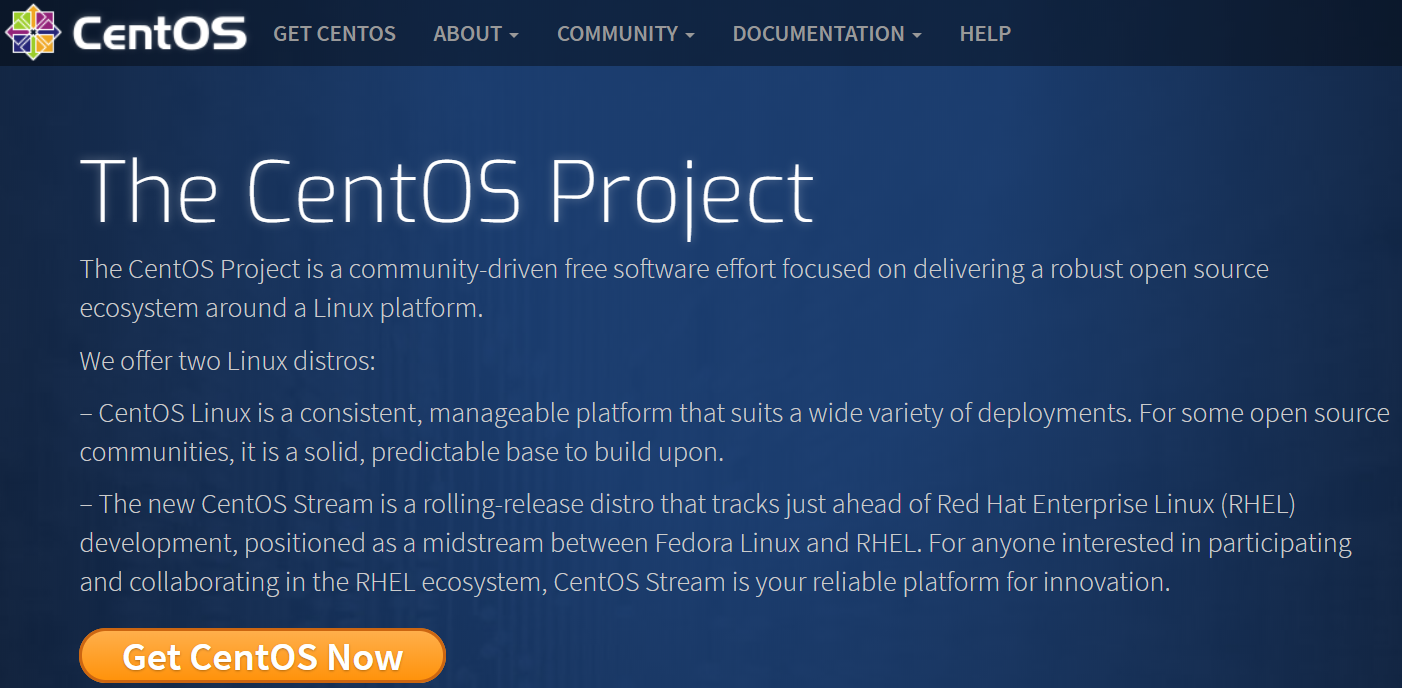 CentOS GET CENTOS ABOUT COMMUNITY DOCUMENTATION HELP
The CentOS Project
The CentOS Project is a community-driven free software effort focused on delivering a robust open source
ecosystem around a Linux platform.
We offer two Linux distros:
– CentOS Linux is a consistent, manageable platform that suits a wide variety of deployments. For some open source
communities, it is a solid, predictable base to build upon.
– The new CentOS Stream is a rolling-release distro that tracks just ahead of Red Hat Enterprise Linux (RHEL)
development, positioned as a midstream between Fedora Linux and RHEL. For anyone interested in participating
and collaborating in the RHEL ecosystem, CentOS Stream is your reliable platform for innovation.
Get CentOS Now